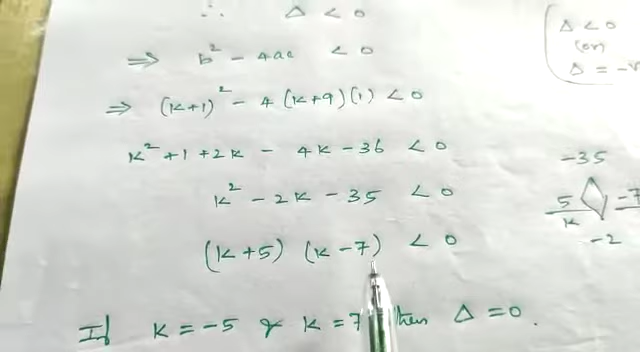 ∴ Δ < 0
⇒ b² - 4ac < 0
⇒ (k+1)² - 4 (k+9)(1) < 0
k² + 1 + 2k - 4k - 36 < 0
k² - 2k - 35 < 0
(k+5) (k-7) < 0
If k = -5 & k = 7 then Δ = 0.
Δ < 0
(or)
Δ = -v
-35
5 -7
k
-2